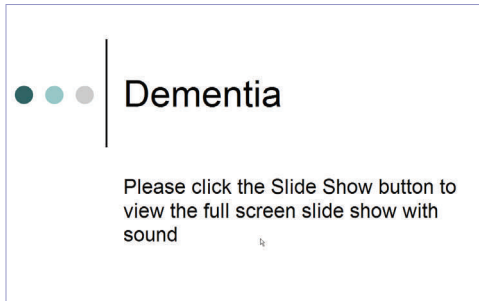 Dementia
Please click the Slide Show button to
view the full screen slide show with
sound